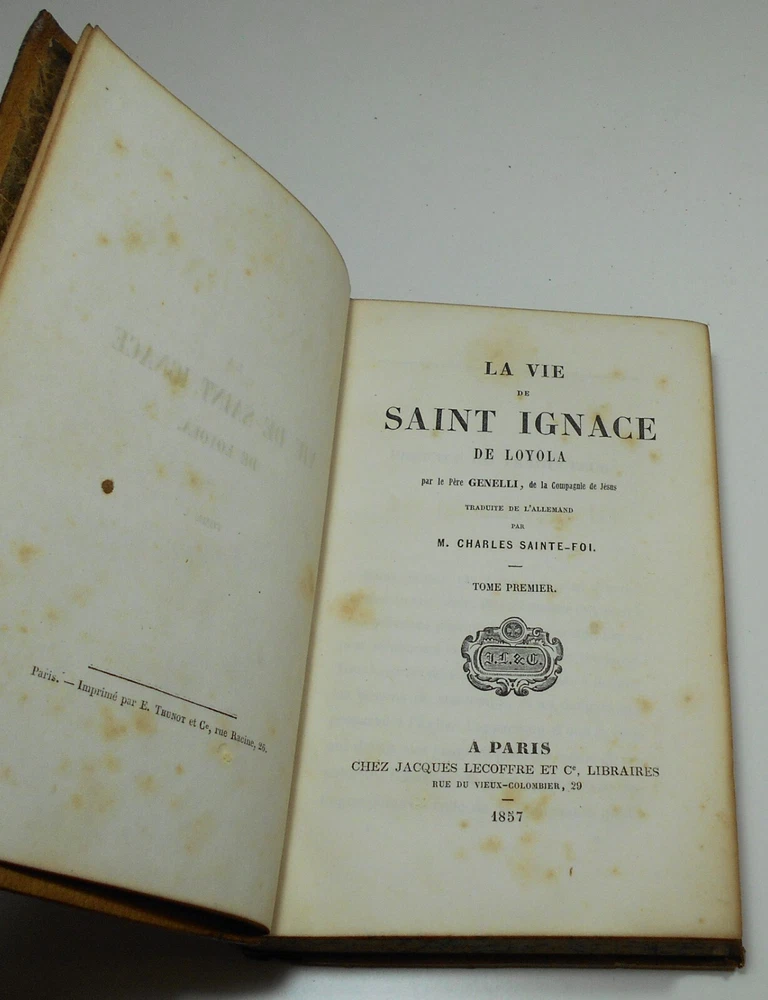 Paris. — Imprimé par E. Thunot et Cᵉ, rue Racine, 26.
LA VIE
DE
SAINT IGNACE
DE LOYOLA
par le Père GENELLI, de la Compagnie de Jésus
TRADUITE DE L'ALLEMAND
PAR
M. CHARLES SAINTE-FOI.
TOME PREMIER.
J. L. & C.
A PARIS
CHEZ JACQUES LECOFFRE ET Cᵉ, LIBRAIRES
RUE DU VIEUX-COLOMBIER, 29
1857